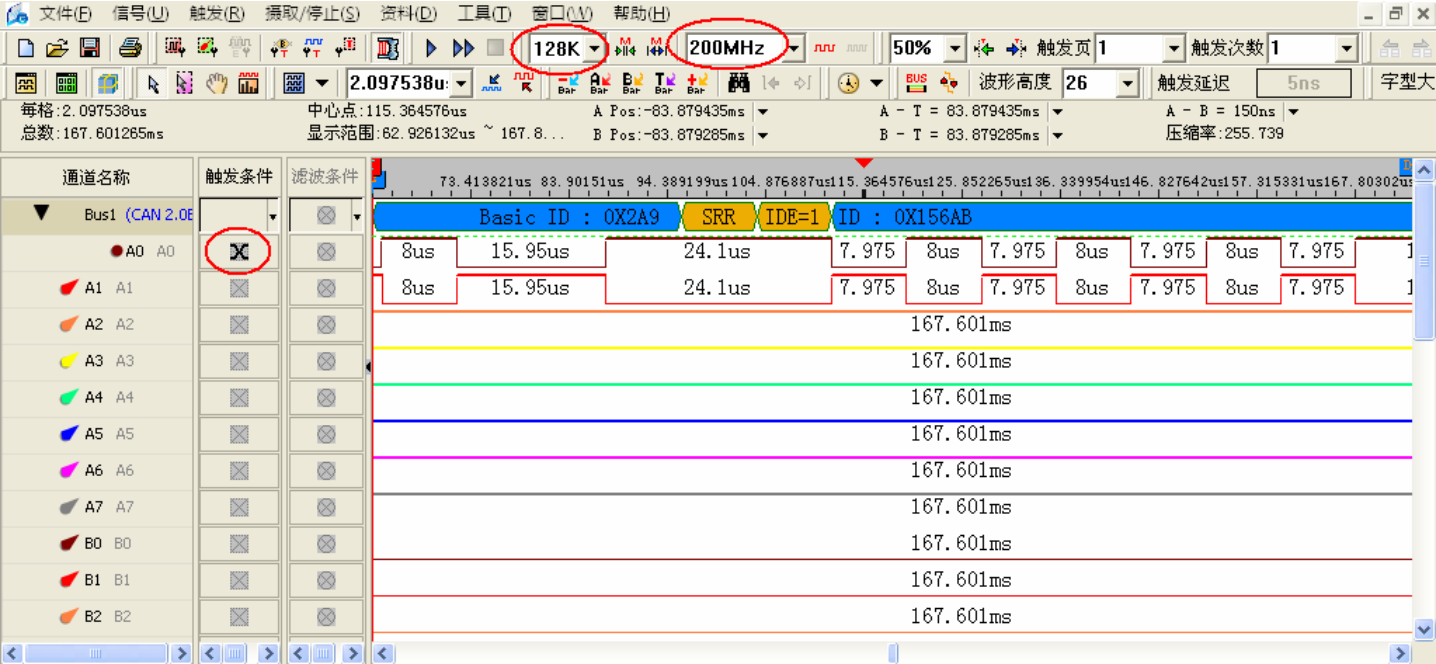 文件(F) 信号(U) 触发(R) 摄取/停止(S) 资料(D) 工具(T) 窗口(W) 帮助(H)
128K 200MHz 50% 触发页 1 触发次数 1
2.097538u Bar Bar Bar Bar Bar BUS 波形高度 26 触发延迟 5ns 字型大
每格:2.097538us 中心点:115.364576us A Pos:-83.879435ms A - T = 83.879435ms A - B = 150ns
总数:167.601265ms 显示范围:62.926132us ~ 167.8... B Pos:-83.879285ms B - T = 83.879285ms 压缩率:255.739
通道名称 触发条件 滤波条件 73.413821us 83.90151us 94.389199us 104.876887us 115.364576us 125.852265us 136.339954us 146.827642us 157.315331us 167.80302us
Bus1 (CAN 2.0B Basic ID : 0X2A9 SRR IDE=1 ID : 0X156AB
A0 A0 8us 15.95us 24.1us 7.975 8us 7.975 8us 7.975 8us 7.975 1
A1 A1 8us 15.95us 24.1us 7.975 8us 7.975 8us 7.975 8us 7.975 1
A2 A2 167.601ms
A3 A3 167.601ms
A4 A4 167.601ms
A5 A5 167.601ms
A6 A6 167.601ms
A7 A7 167.601ms
B0 B0 167.601ms
B1 B1 167.601ms
B2 B2 167.601ms